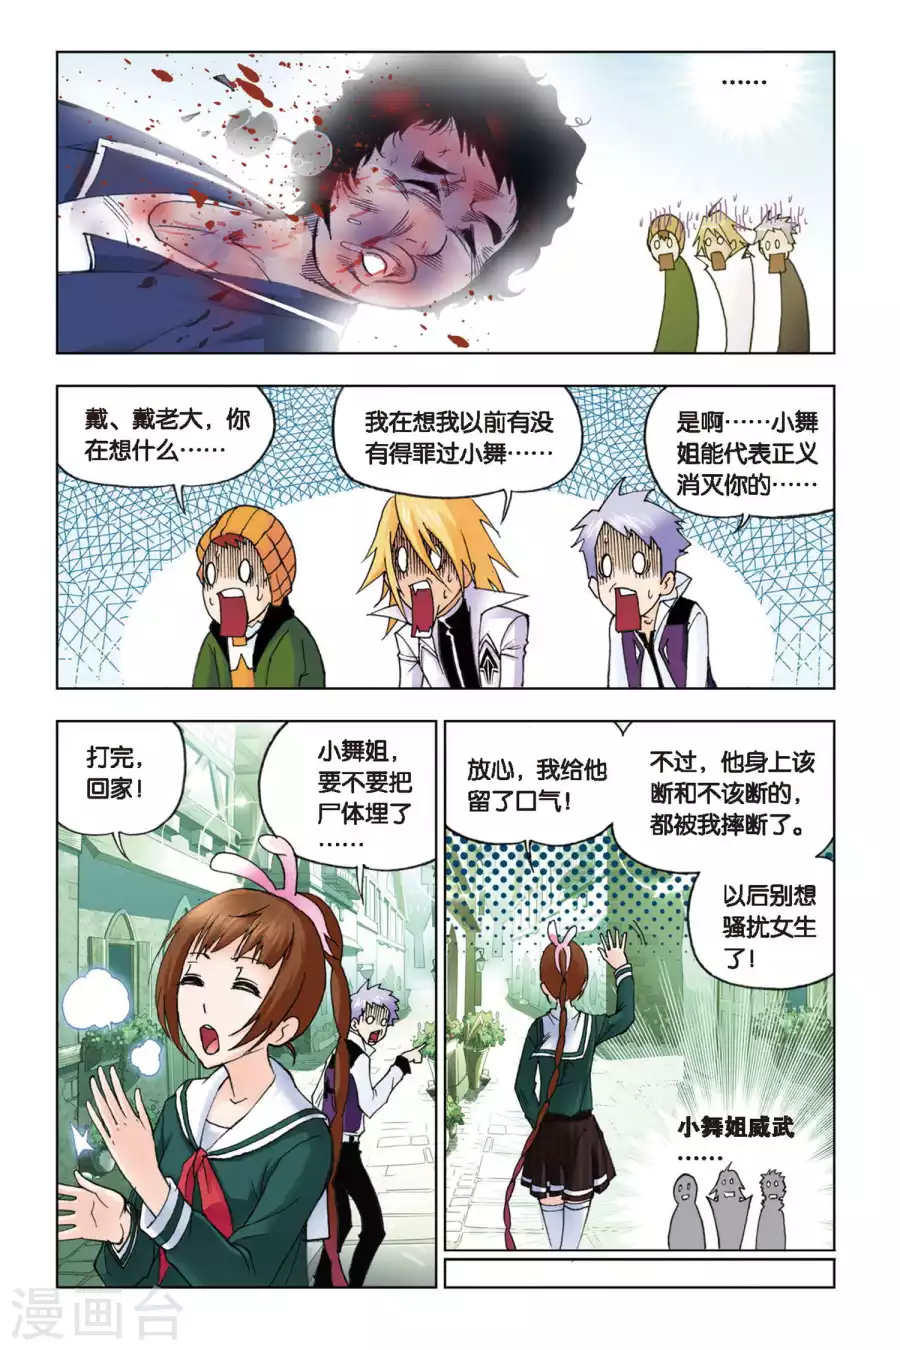 ……
戴、戴老大，你
在想什么……
我在想我以前有没
有得罪过小舞……
是啊……小舞
姐能代表正义
消灭你的……
打完，
回家！
小舞姐，
要不要把
尸体埋了
……
放心，我给他
留了口气！
不过，他身上该
断和不该断的，
都被我摔断了。
以后别想
骚扰女生
了！
小舞姐威武
……
漫画台